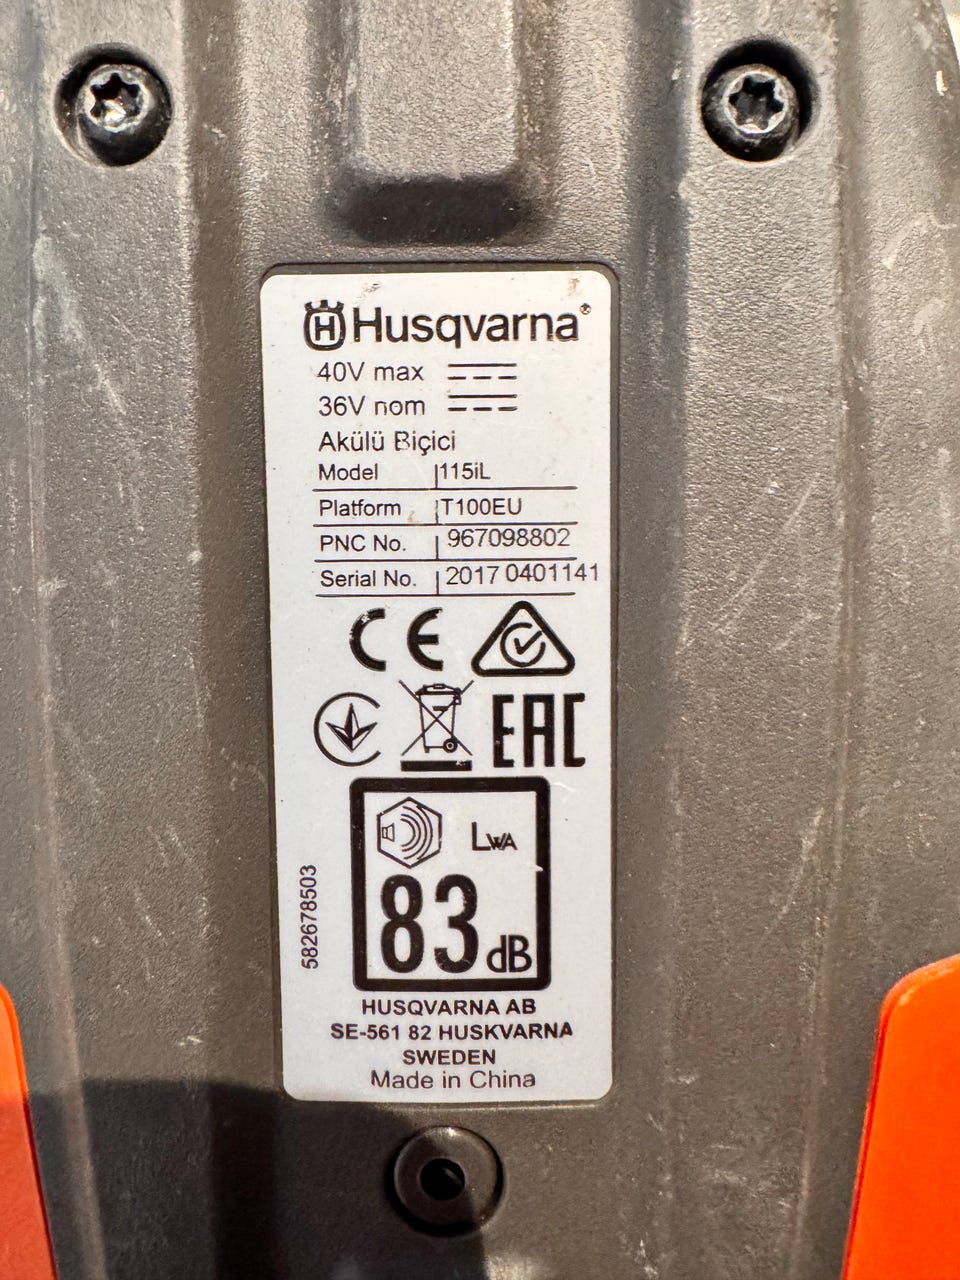 Husqvarna®
40V max
36V nom
Akülü Biçici
Model 115iL
Platform T100EU
PNC No. 967098802
Serial No. 2017 0401141
CE
EAC
LWA
83 dB
582678503
HUSQVARNA AB
SE-561 82 HUSKVARNA
SWEDEN
Made in China